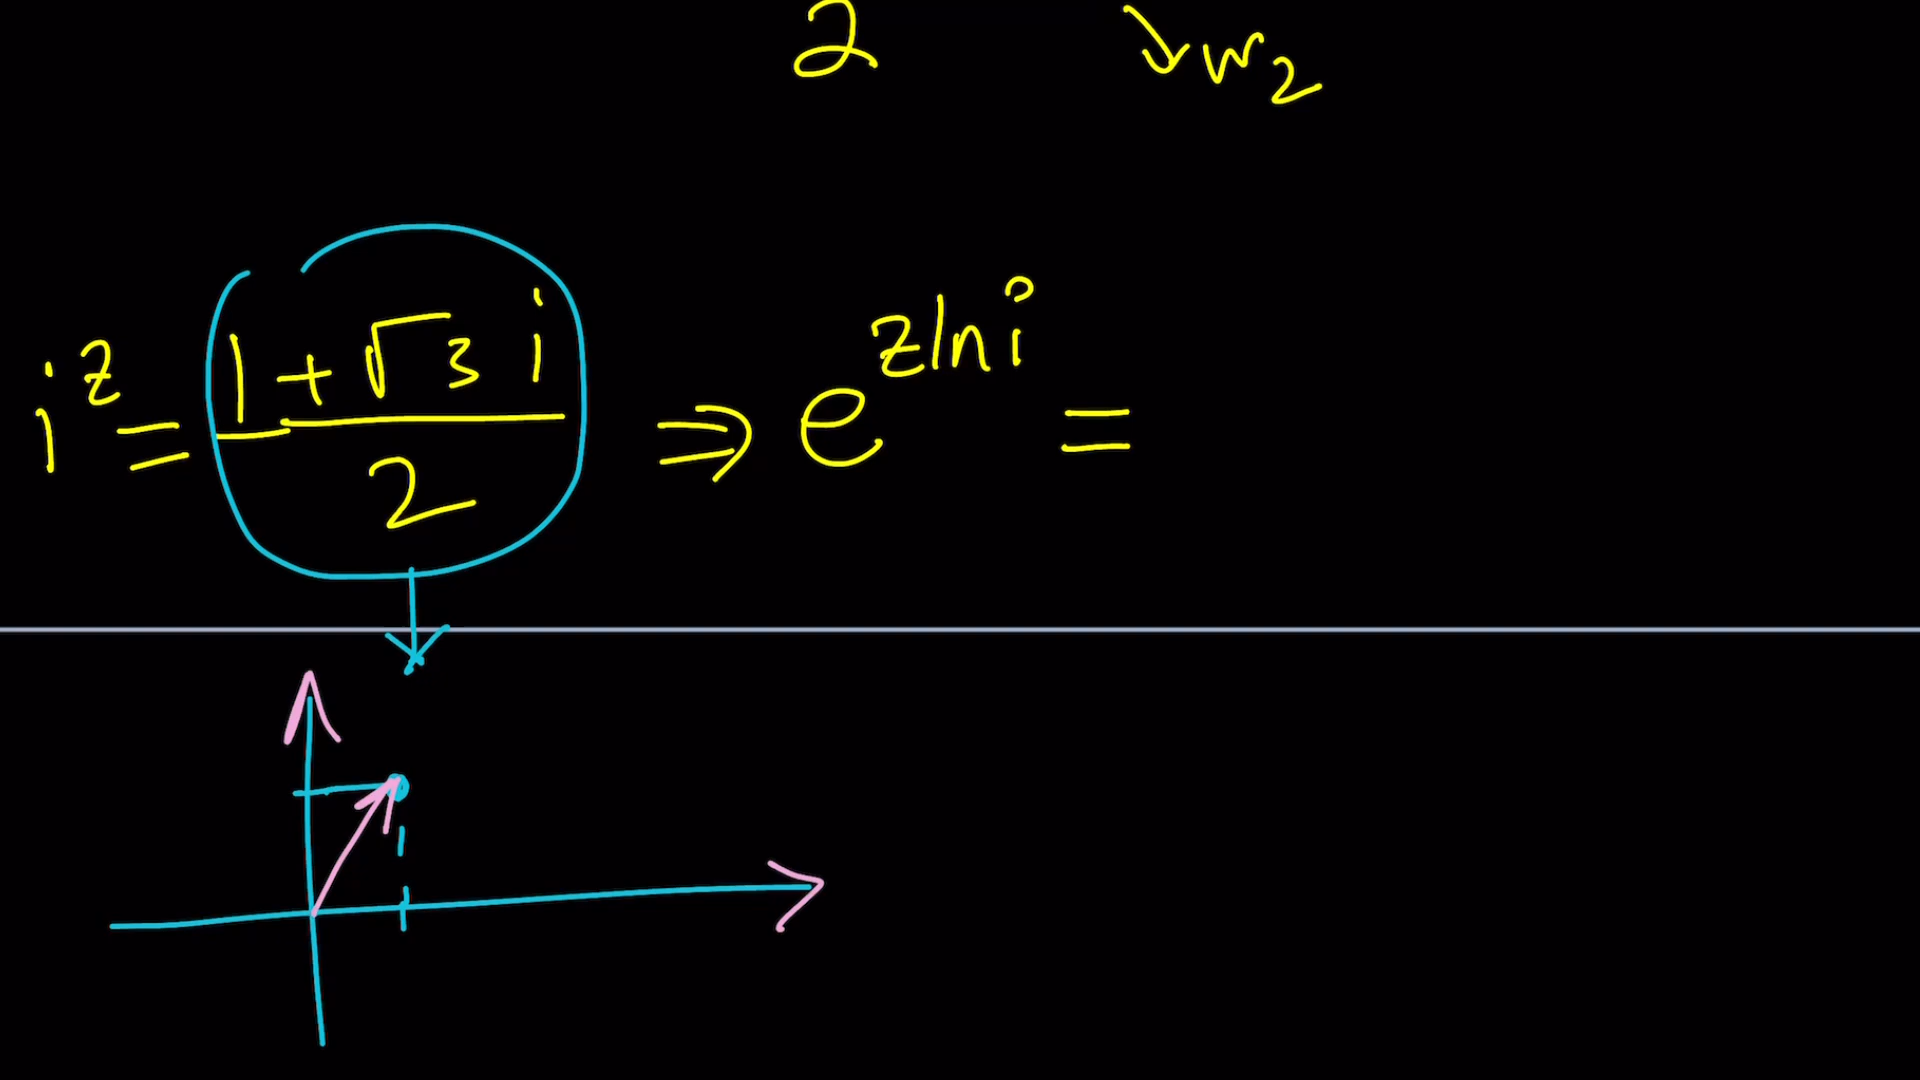 2 ↘ w₂
i^z = (1 + √3 i)/2 ⇒ e^(z ln i) =